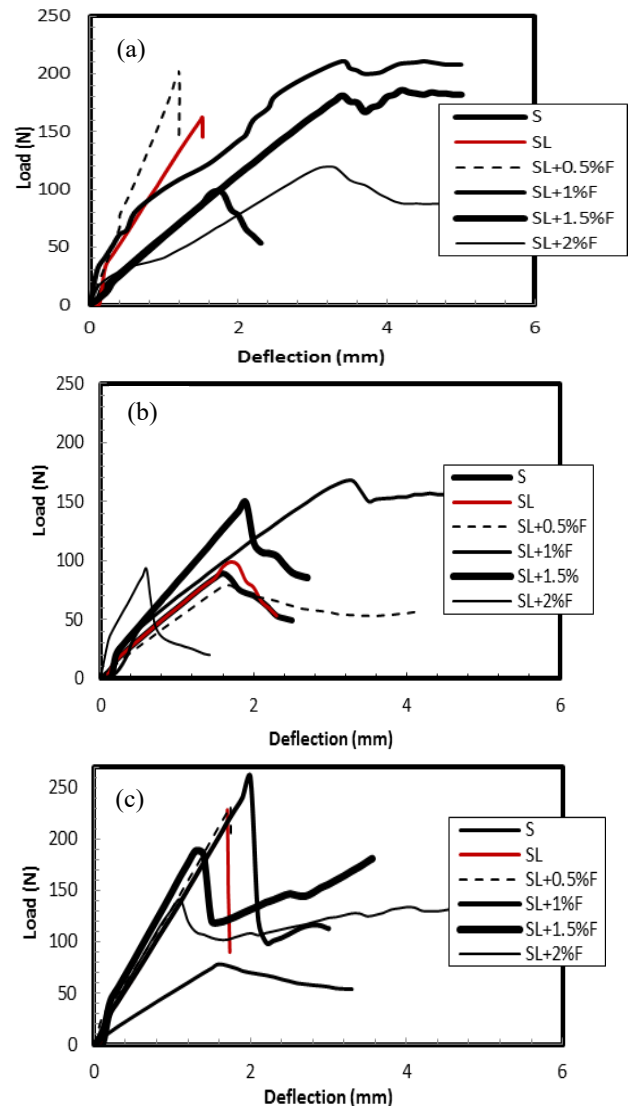 (a)
250
200
150
100
50
0
Load (N)
0 2 4 6
Deflection (mm)
S
SL
SL+0.5%F
SL+1%F
SL+1.5%F
SL+2%F
(b)
250
200
150
100
50
0
Load (N)
0 2 4 6
Deflection (mm)
S
SL
SL+0.5%F
SL+1%F
SL+1.5%
SL+2%F
(c)
250
200
150
100
50
0
Load (N)
0 2 4 6
Deflection (mm)
S
SL
SL+0.5%F
SL+1%F
SL+1.5%F
SL+2%F